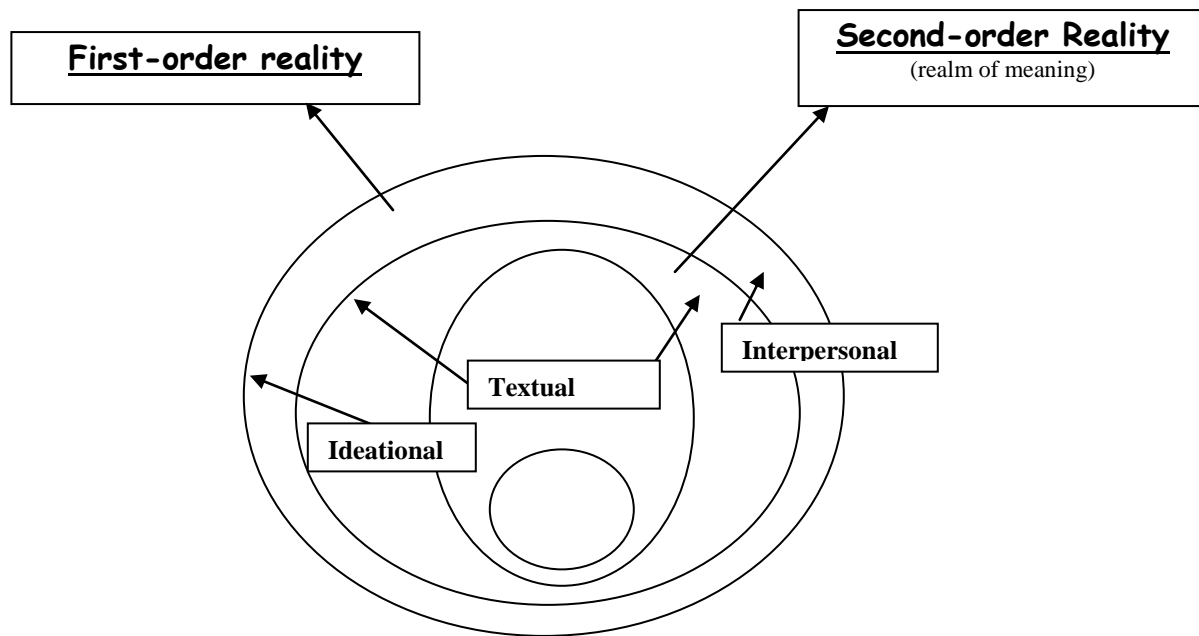 First-order reality
Second-order Reality
(realm of meaning)
Interpersonal
Textual
Ideational